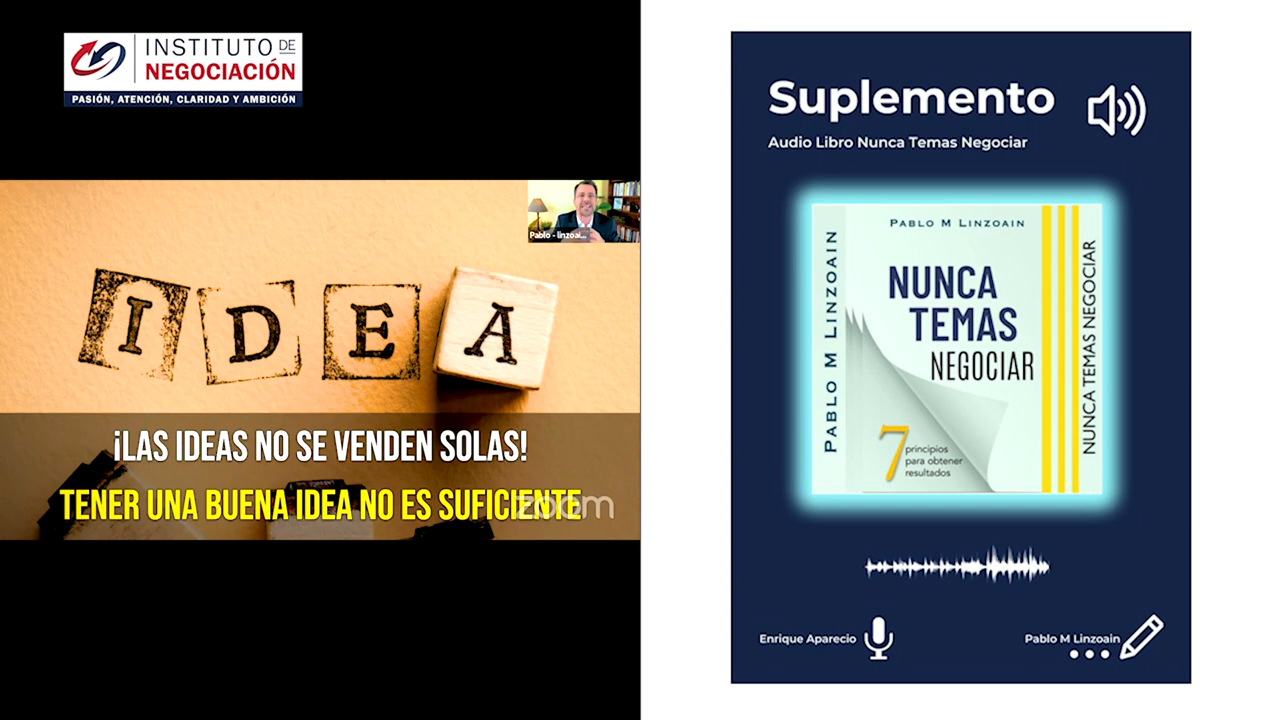 INSTITUTO DE
NEGOCIACIÓN
PASIÓN, ATENCIÓN, CLARIDAD Y AMBICIÓN
Pablo - linzoai...
I D E A
¡LAS IDEAS NO SE VENDEN SOLAS!
TENER UNA BUENA IDEA NO ES SUFICIENTE
zoom
Suplemento
Audio Libro Nunca Temas Negociar
PABLO M LINZOAIN
PABLO M LINZOAIN
NUNCA
TEMAS
NEGOCIAR
7 principios
para obtener
resultados
NUNCA TEMAS NEGOCIAR
Enrique Aparecio
Pablo M Linzoain